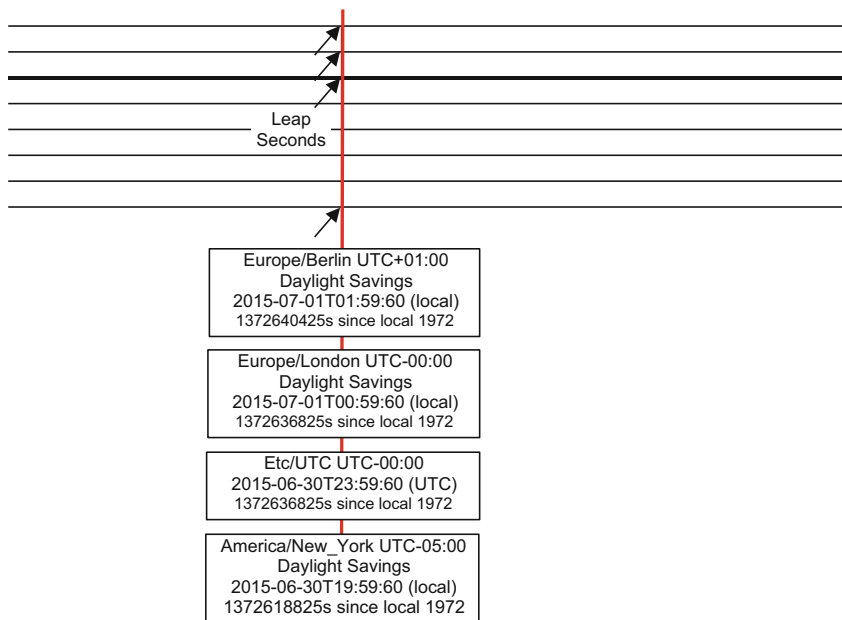 Leap
Seconds
Europe/Berlin UTC+01:00
Daylight Savings
2015-07-01T01:59:60 (local)
1372640425s since local 1972
Europe/London UTC-00:00
Daylight Savings
2015-07-01T00:59:60 (local)
1372636825s since local 1972
Etc/UTC UTC-00:00
2015-06-30T23:59:60 (UTC)
1372636825s since local 1972
America/New_York UTC-05:00
Daylight Savings
2015-06-30T19:59:60 (local)
1372618825s since local 1972